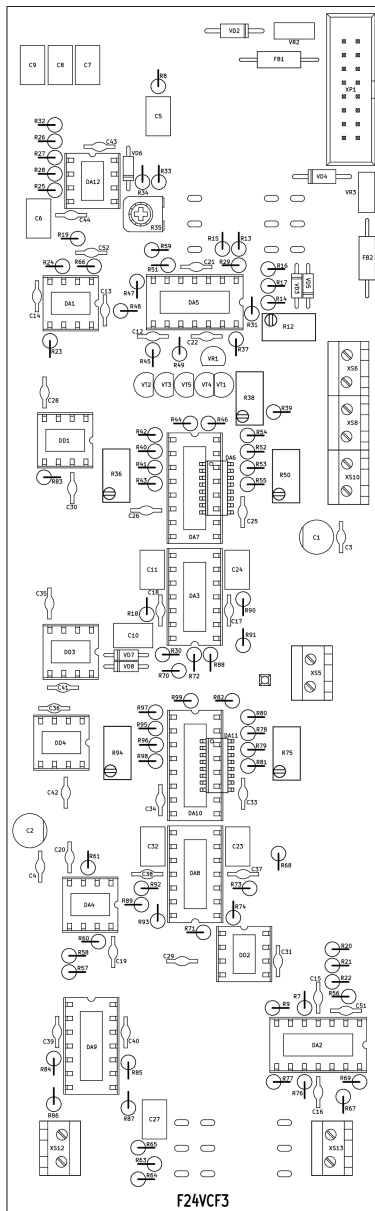 VD2
VR2
C9
C8
C7
FB1
R8
XP1
C5
R32
R26
C43
R27
VD6
R28
DA12
R33
R25
R34
VD4
VR3
C6
C44
R35
R19
R15
R13
C52
R59
FB2
R24
R66
R51
C21
R29
R16
R47
R17
VD3
VD5
C14
DA1
C13
R48
DA5
R14
R31
R12
C12
C22
R23
R45
R49
R37
VR1
XS6
C28
VT2
VT3
VT5
VT4
VT1
R38
R39
R44
R46
DD1
R42
R54
XS8
R40
DA6
R52
R41
R53
R83
R36
R43
R55
R50
XS10
C30
C26
C25
DA7
C1
C3
C11
C24
C35
C18
DA3
R90
R18
C17
C10
R91
DD3
VD7
R30
VD8
R72
R88
R70
XS5
C41
R99
R82
C36
R97
R80
R95
R78
DD4
R94
R96
DA11
R79
R75
R98
R81
C42
C34
C33
DA10
C2
C32
C23
C20
R61
R68
C4
C38
DA8
C37
R92
R73
DA4
R89
R93
R74
R71
R60
R20
C19
DD2
C31
R58
C29
R21
R57
R22
C15
R56
R7
R9
C51
C39
C40
DA9
DA2
R84
R85
R77
R76
R69
C16
R86
R87
R67
C27
XS12
R65
XS13
R63
R64
F24VCF3